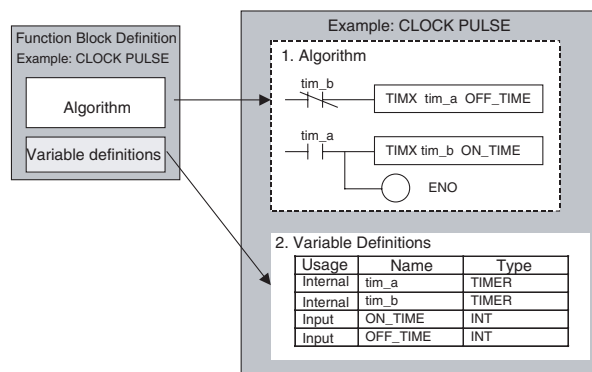 Function Block Definition
Example: CLOCK PULSE
Algorithm
Variable definitions
Example: CLOCK PULSE
1. Algorithm
tim_b
TIMX tim_a OFF_TIME
tim_a
TIMX tim_b ON_TIME
ENO
2. Variable Definitions
Usage Name Type
Internal tim_a TIMER
Internal tim_b TIMER
Input ON_TIME INT
Input OFF_TIME INT